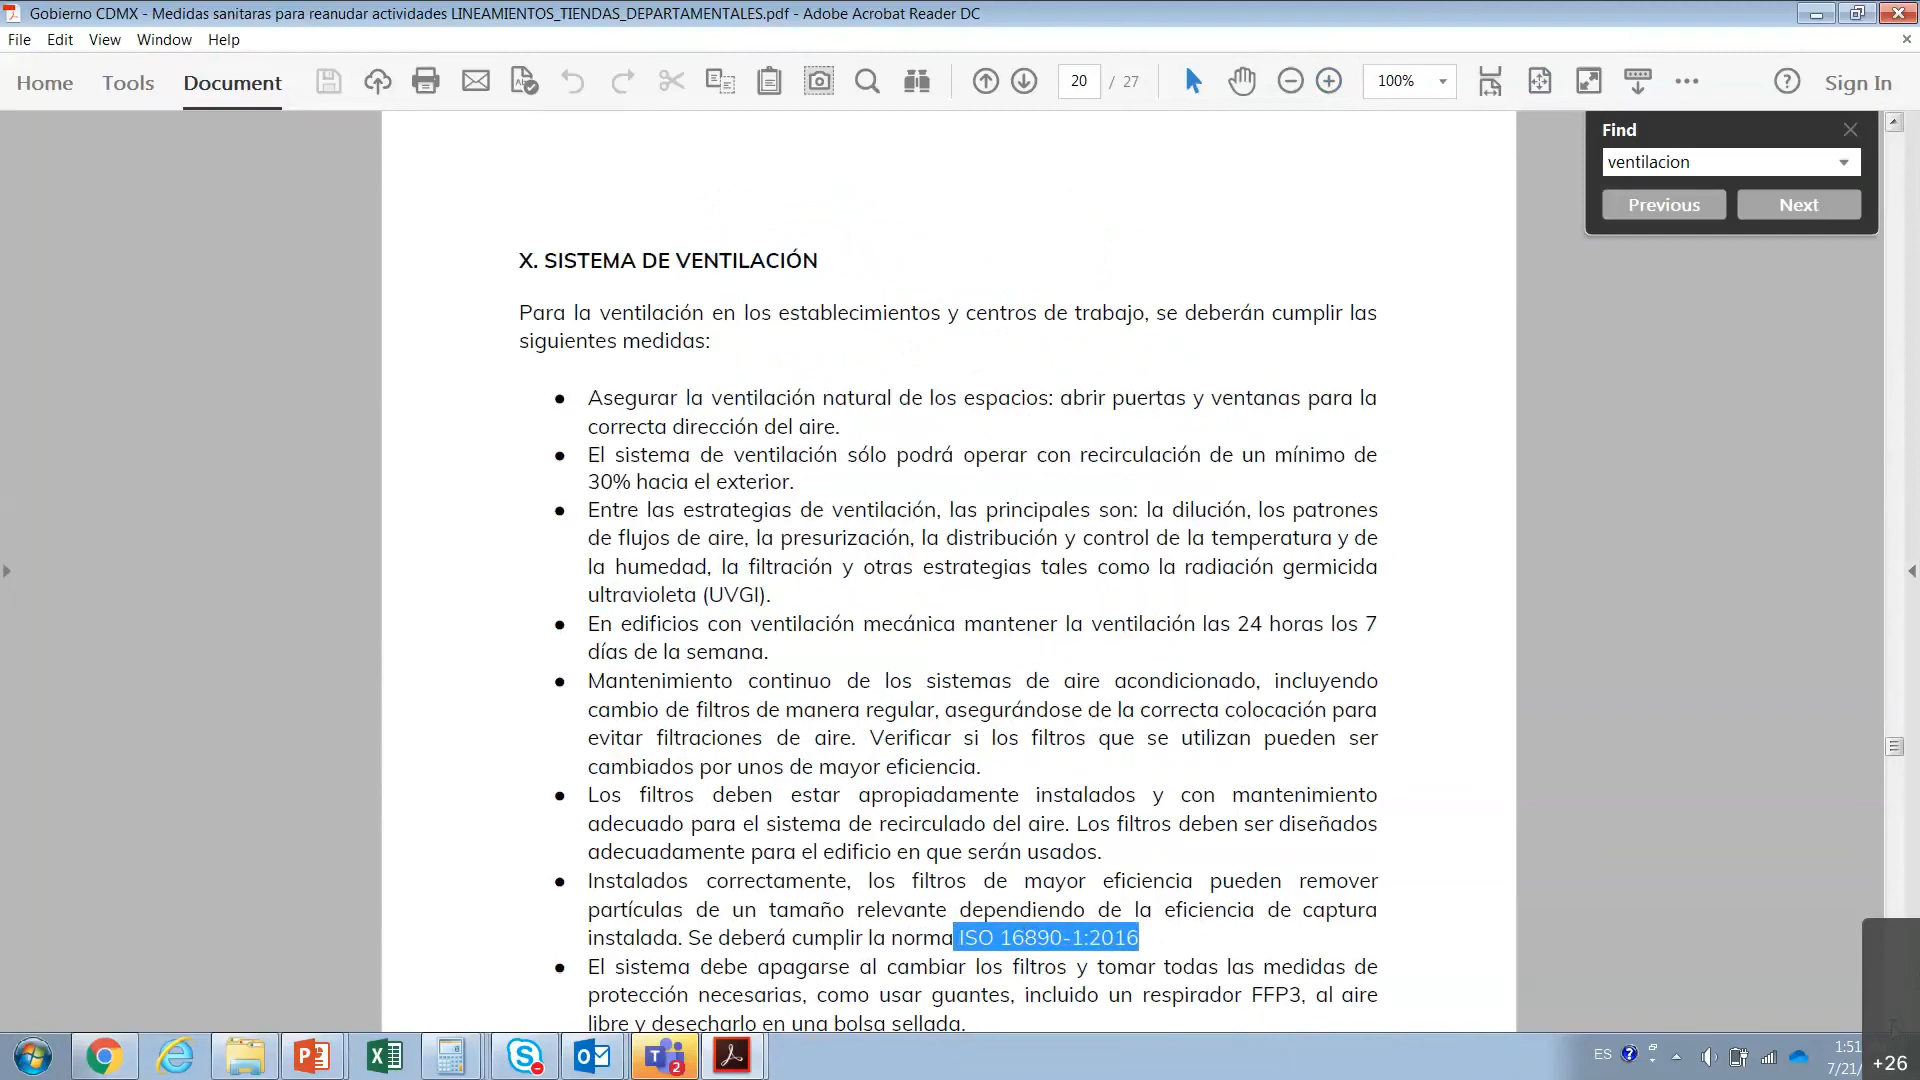 Gobierno CDMX - Medidas sanitaras para reanudar actividades LINEAMIENTOS_TIENDAS_DEPARTAMENTALES.pdf - Adobe Acrobat Reader DC
File Edit View Window Help
Home Tools Document 20 / 27 100% Sign In
Find
ventilacion
Previous Next
X. SISTEMA DE VENTILACIÓN
Para la ventilación en los establecimientos y centros de trabajo, se deberán cumplir las
siguientes medidas:
● Asegurar la ventilación natural de los espacios: abrir puertas y ventanas para la
correcta dirección del aire.
● El sistema de ventilación sólo podrá operar con recirculación de un mínimo de
30% hacia el exterior.
● Entre las estrategias de ventilación, las principales son: la dilución, los patrones
de flujos de aire, la presurización, la distribución y control de la temperatura y de
la humedad, la filtración y otras estrategias tales como la radiación germicida
ultravioleta (UVGI).
● En edificios con ventilación mecánica mantener la ventilación las 24 horas los 7
días de la semana.
● Mantenimiento continuo de los sistemas de aire acondicionado, incluyendo
cambio de filtros de manera regular, asegurándose de la correcta colocación para
evitar filtraciones de aire. Verificar si los filtros que se utilizan pueden ser
cambiados por unos de mayor eficiencia.
● Los filtros deben estar apropiadamente instalados y con mantenimiento
adecuado para el sistema de recirculado del aire. Los filtros deben ser diseñados
adecuadamente para el edificio en que serán usados.
● Instalados correctamente, los filtros de mayor eficiencia pueden remover
partículas de un tamaño relevante dependiendo de la eficiencia de captura
instalada. Se deberá cumplir la norma ISO 16890-1:2016
● El sistema debe apagarse al cambiar los filtros y tomar todas las medidas de
protección necesarias, como usar guantes, incluido un respirador FFP3, al aire
libre y desecharlo en una bolsa sellada.
ES 1:51
7/21/
+26